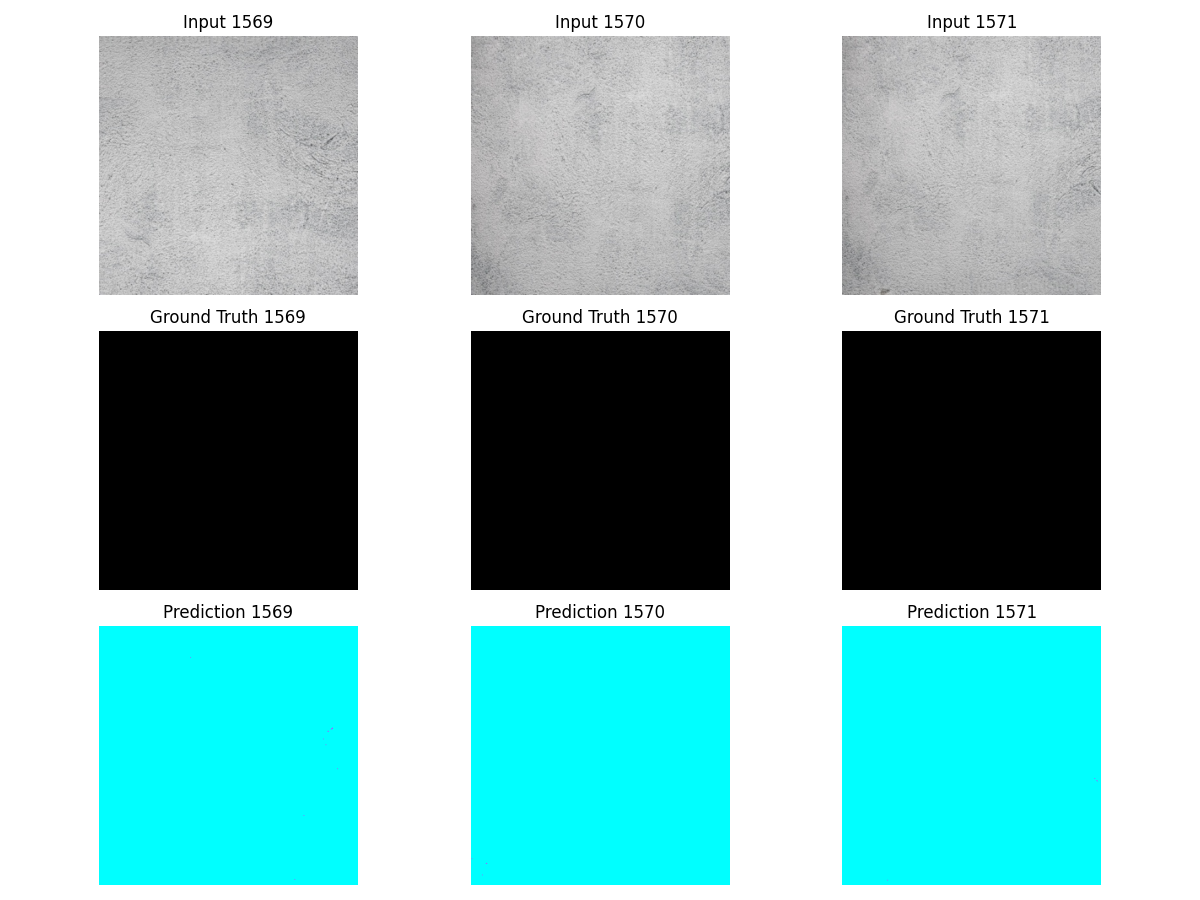 Input 1569
Input 1570
Input 1571
Ground Truth 1569
Ground Truth 1570
Ground Truth 1571
Prediction 1569
Prediction 1570
Prediction 1571